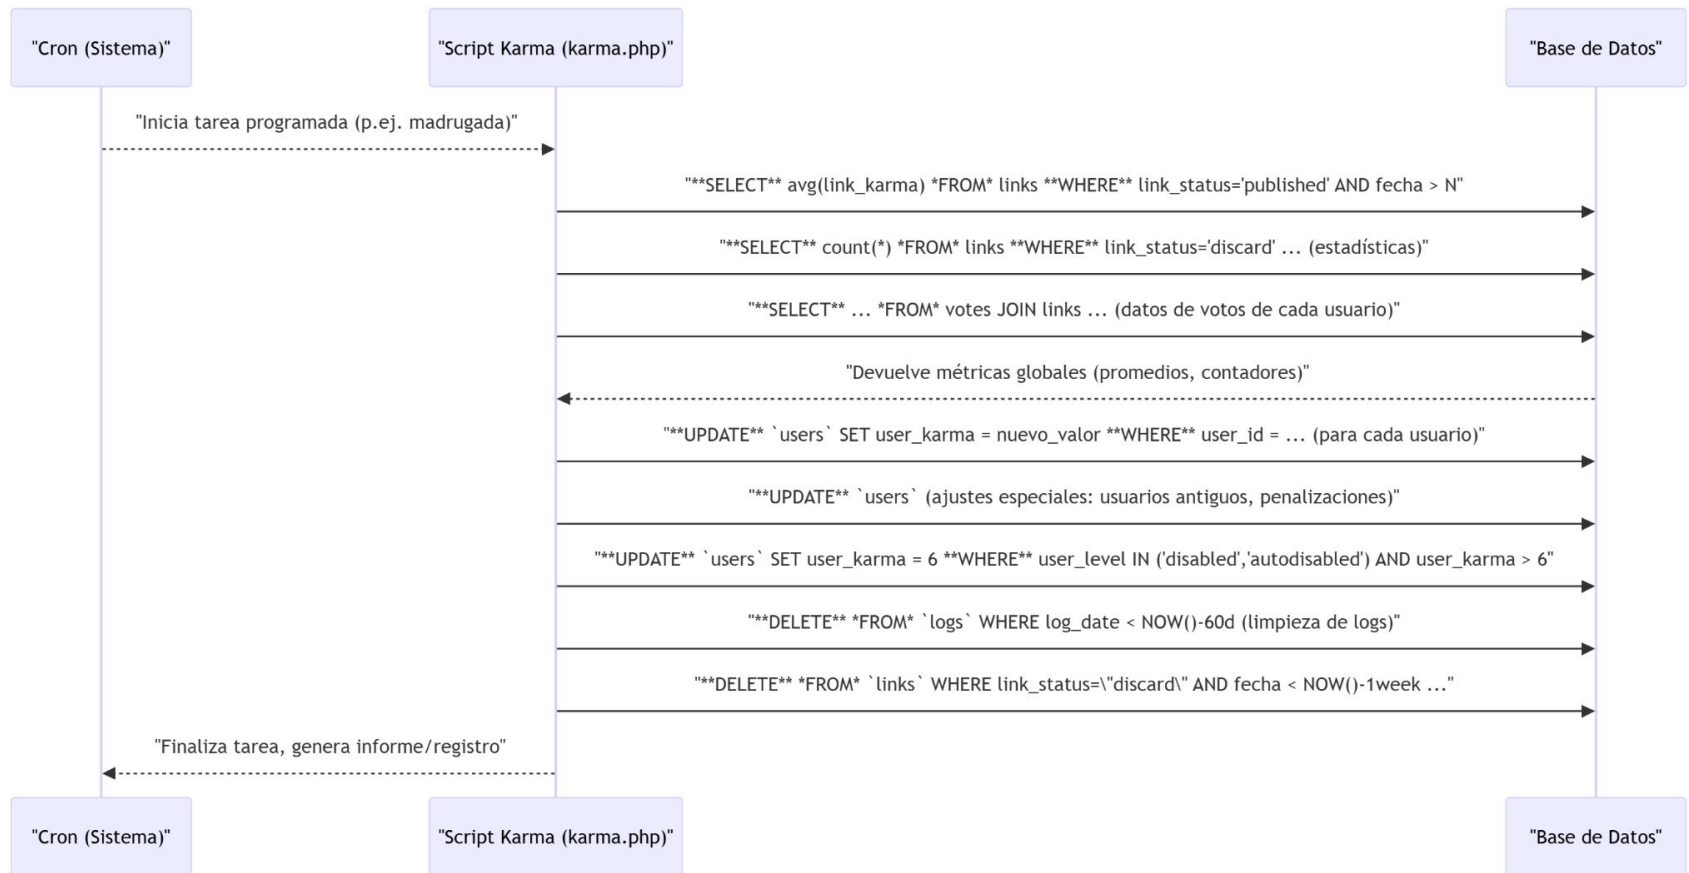 "Cron (Sistema)"
"Script Karma (karma.php)"
"Base de Datos"
"Inicia tarea programada (p.ej. madrugada)"
"**SELECT** avg(link_karma) *FROM* links **WHERE** link_status='published' AND fecha > N"
"**SELECT** count(*) *FROM* links **WHERE** link_status='discard' ... (estadísticas)"
"**SELECT** ... *FROM* votes JOIN links ... (datos de votos de cada usuario)"
"Devuelve métricas globales (promedios, contadores)"
"**UPDATE** `users` SET user_karma = nuevo_valor **WHERE** user_id = ... (para cada usuario)"
"**UPDATE** `users` (ajustes especiales: usuarios antiguos, penalizaciones)"
"**UPDATE** `users` SET user_karma = 6 **WHERE** user_level IN ('disabled','autodisabled') AND user_karma > 6"
"**DELETE** *FROM* `logs` WHERE log_date < NOW()-60d (limpieza de logs)"
"**DELETE** *FROM* `links` WHERE link_status=\"discard\" AND fecha < NOW()-1week ..."
"Finaliza tarea, genera informe/registro"
"Cron (Sistema)"
"Script Karma (karma.php)"
"Base de Datos"